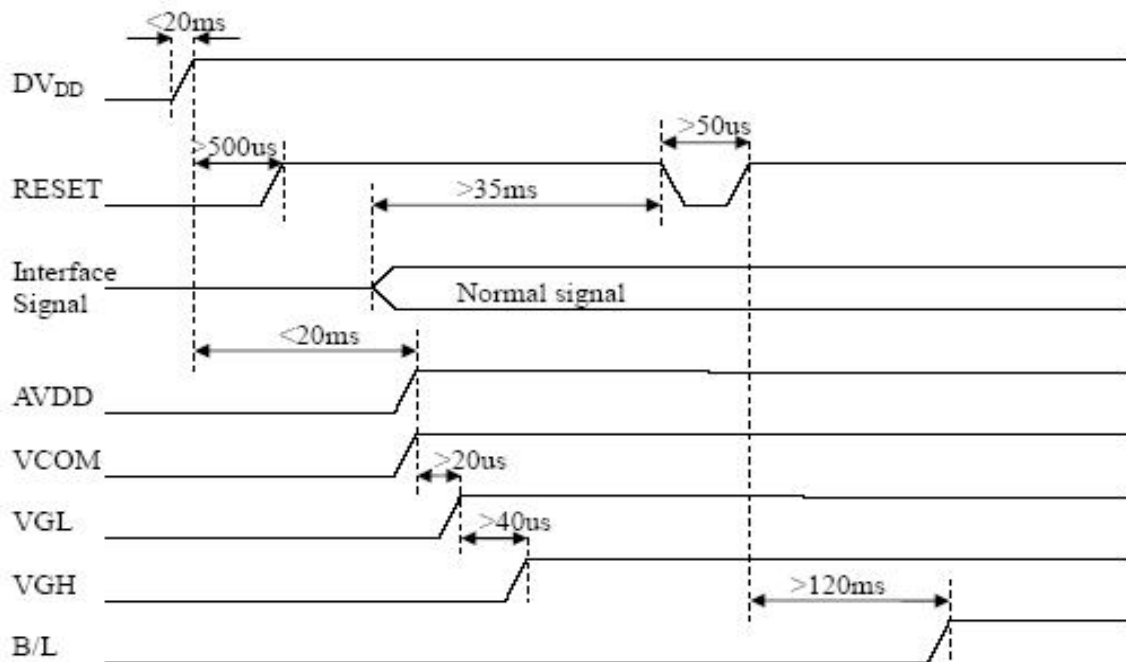 <20ms
DVDD
>50us
>500us
RESET
>35ms
Interface
Signal
Normal signal
<20ms
AVDD
VCOM
>20us
VGL
>40us
VGH
>120ms
B/L